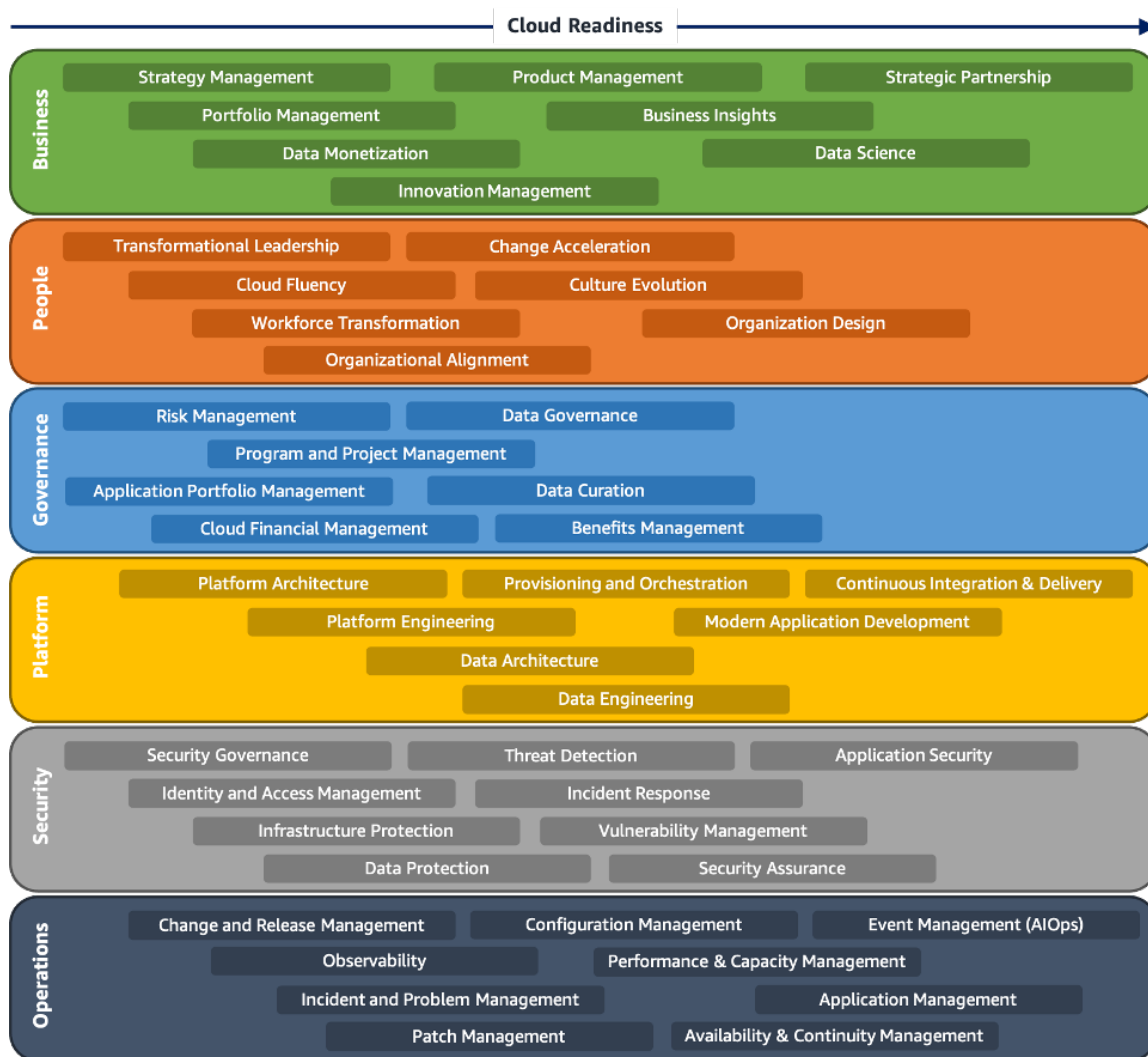 Cloud Readiness
Business
Strategy Management
Product Management
Strategic Partnership
Portfolio Management
Business Insights
Data Monetization
Data Science
Innovation Management
People
Transformational Leadership
Change Acceleration
Cloud Fluency
Culture Evolution
Workforce Transformation
Organization Design
Organizational Alignment
Governance
Risk Management
Data Governance
Program and Project Management
Application Portfolio Management
Data Curation
Cloud Financial Management
Benefits Management
Platform
Platform Architecture
Provisioning and Orchestration
Continuous Integration & Delivery
Platform Engineering
Modern Application Development
Data Architecture
Data Engineering
Security
Security Governance
Threat Detection
Application Security
Identity and Access Management
Incident Response
Infrastructure Protection
Vulnerability Management
Data Protection
Security Assurance
Operations
Change and Release Management
Configuration Management
Event Management (AIOps)
Observability
Performance & Capacity Management
Incident and Problem Management
Application Management
Patch Management
Availability & Continuity Management